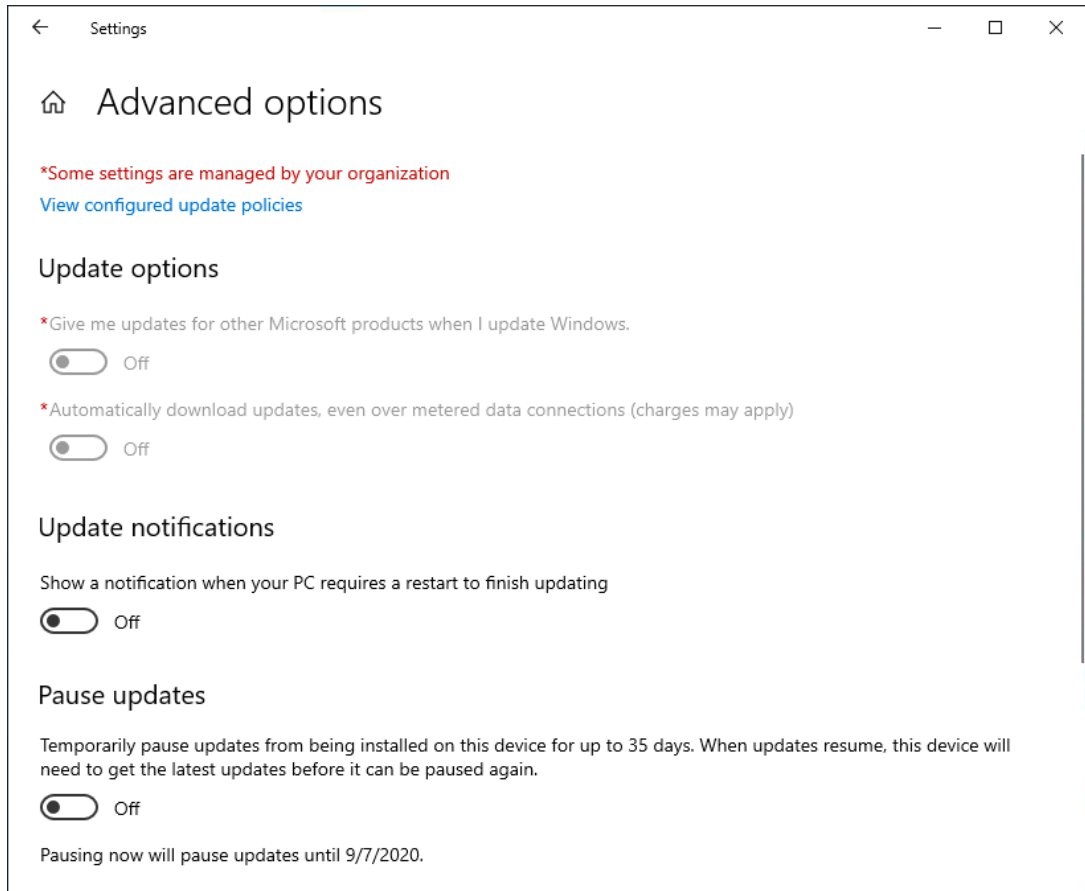 Settings
Advanced options
*Some settings are managed by your organization
View configured update policies
Update options
*Give me updates for other Microsoft products when I update Windows.
Off
*Automatically download updates, even over metered data connections (charges may apply)
Off
Update notifications
Show a notification when your PC requires a restart to finish updating
Off
Pause updates
Temporarily pause updates from being installed on this device for up to 35 days. When updates resume, this device will
need to get the latest updates before it can be paused again.
Off
Pausing now will pause updates until 9/7/2020.